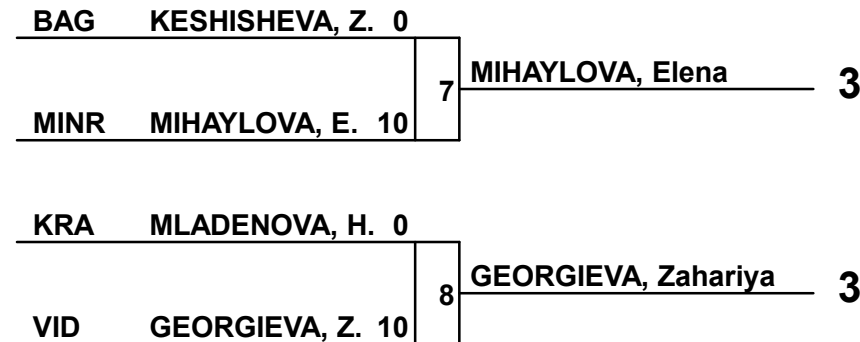 BAG KESHISHEVA, Z. 0
7 MIHAYLOVA, Elena 3
MINR MIHAYLOVA, E. 10
KRA MLADENOVA, H. 0
8 GEORGIEVA, Zahariya 3
VID GEORGIEVA, Z. 10